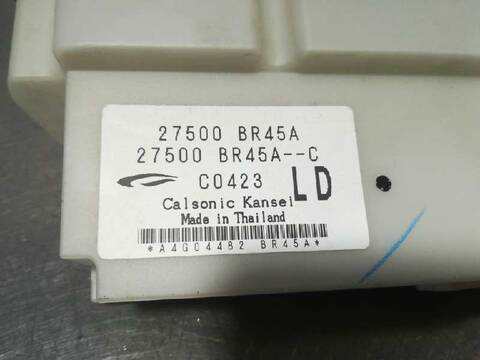 27500 BR45A
27500 BR45A--C
C0423 LD
Calsonic Kansei
Made in Thailand
*A4G04482 BR45A*